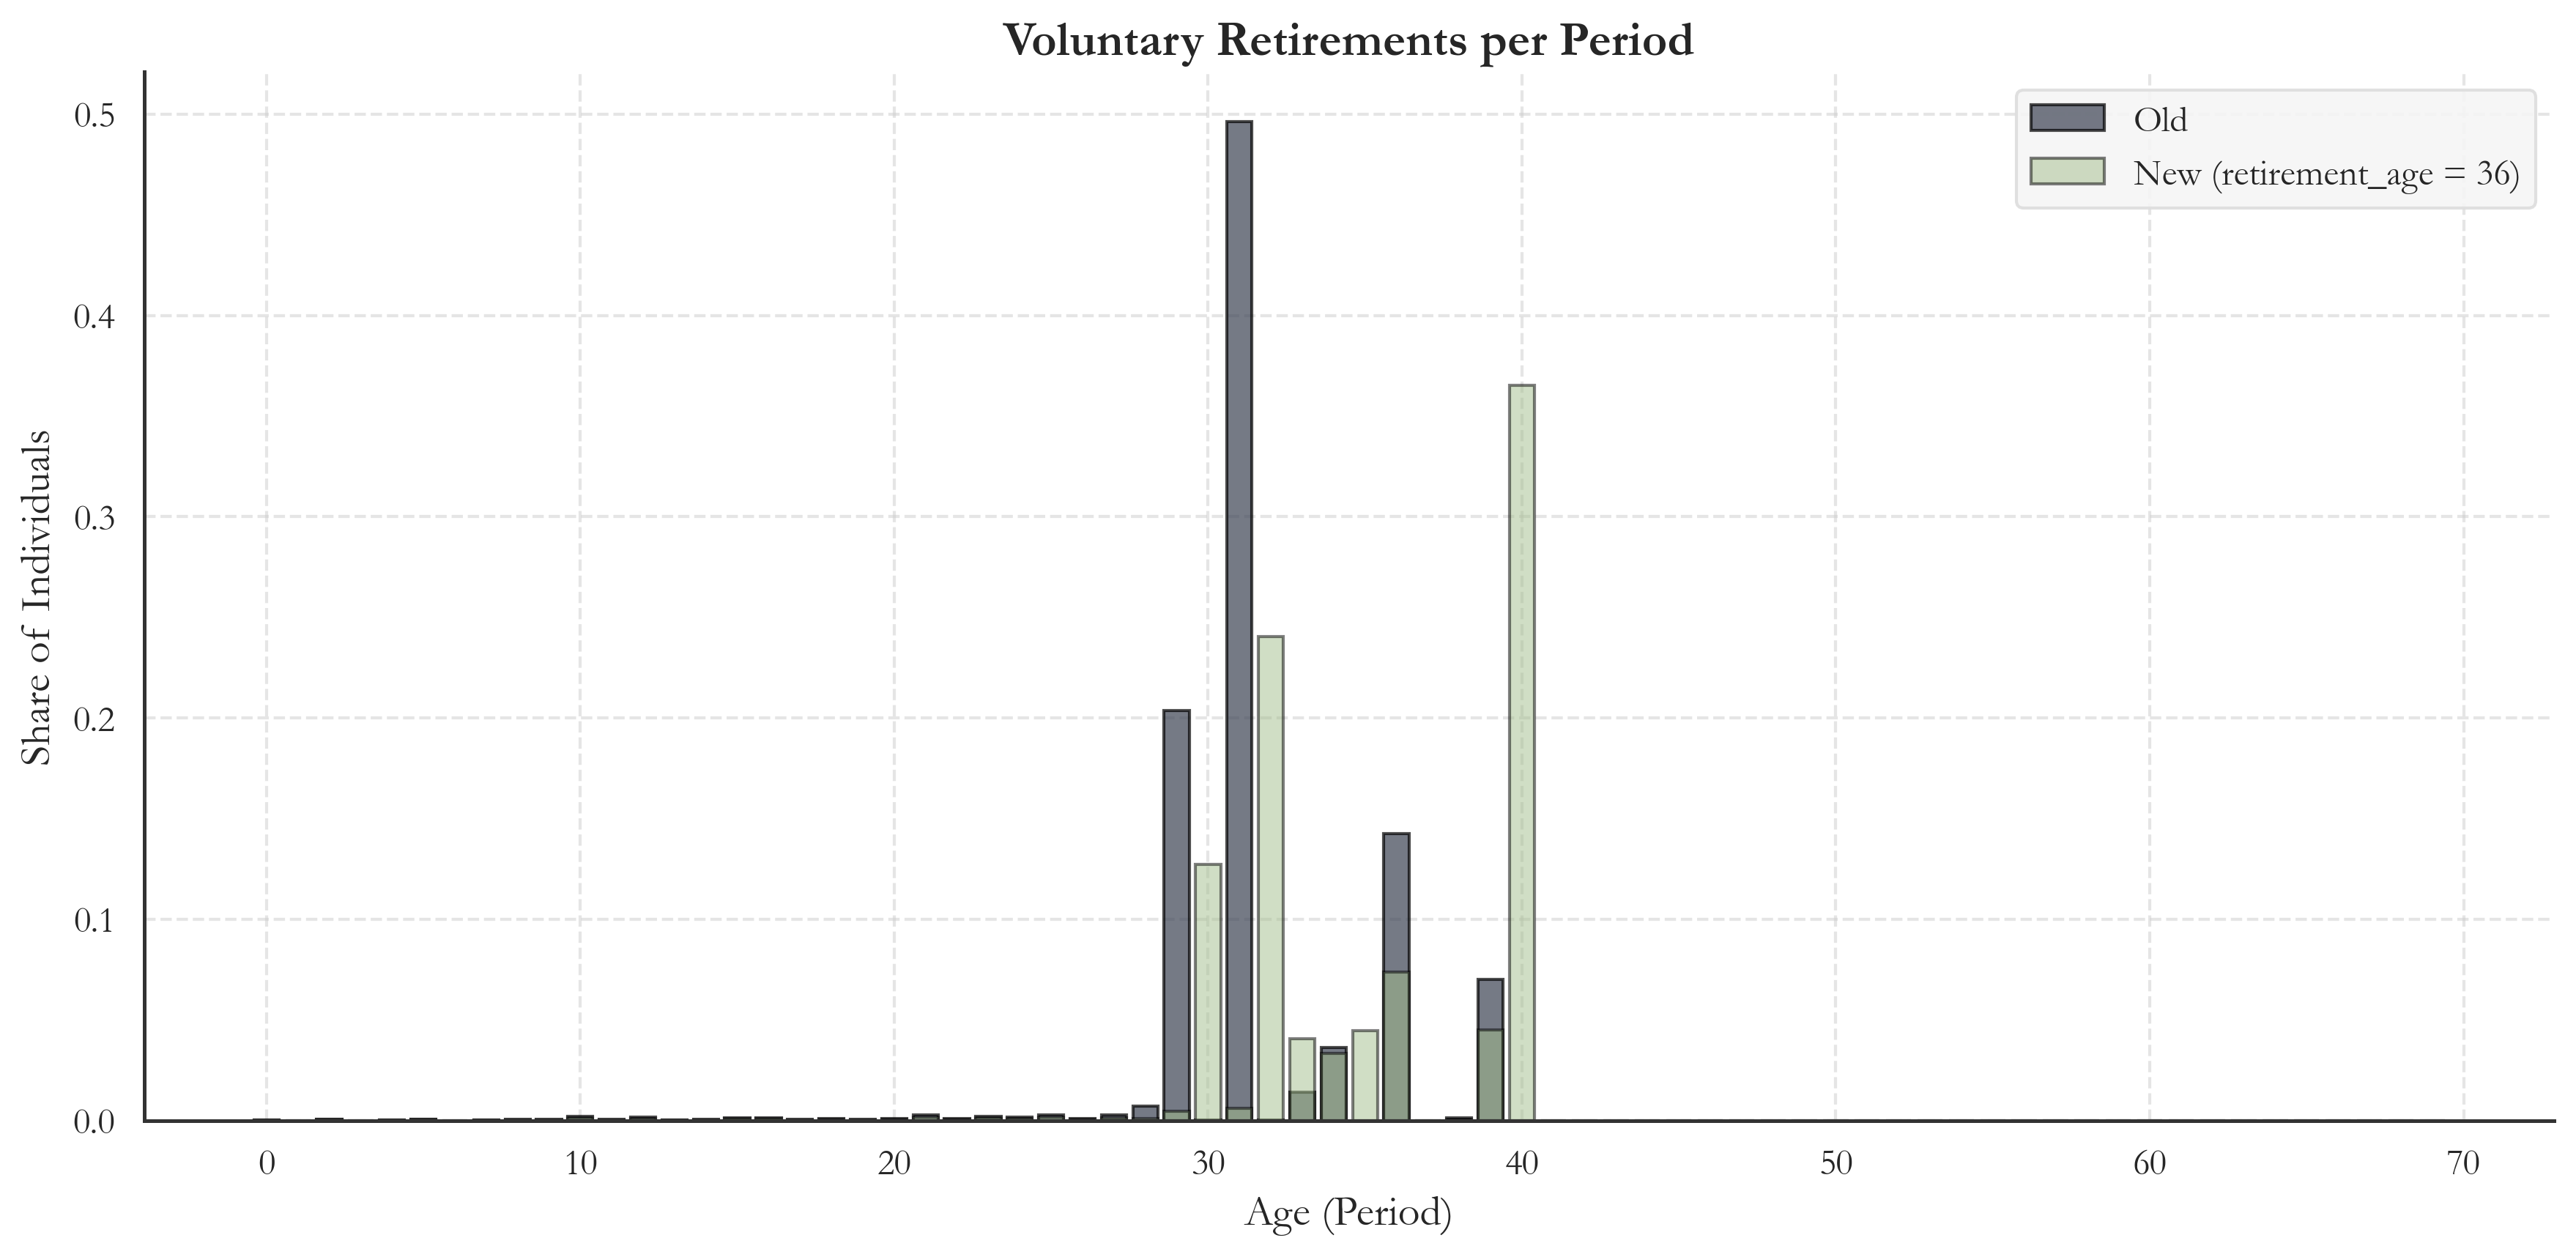 Voluntary Retirements per Period
Old
New (retirement_age = 36)
Share of Individuals
0.5
0.4
0.3
0.2
0.1
0.0
0 10 20 30 40 50 60 70
Age (Period)